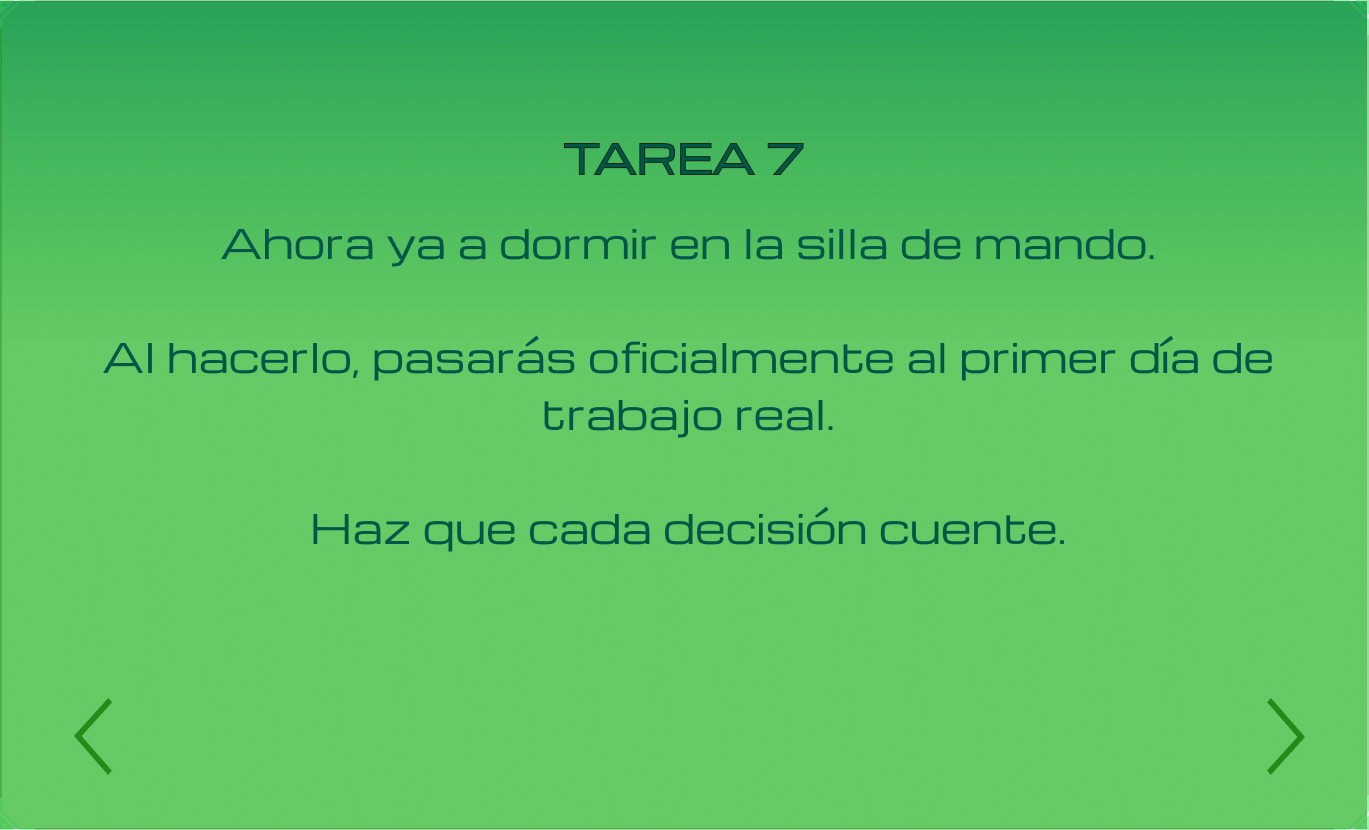 TAREA 7
Ahora ya a dormir en la silla de mando.
Al hacerlo, pasarás oficialmente al primer día de
trabajo real.
Haz que cada decisión cuente.